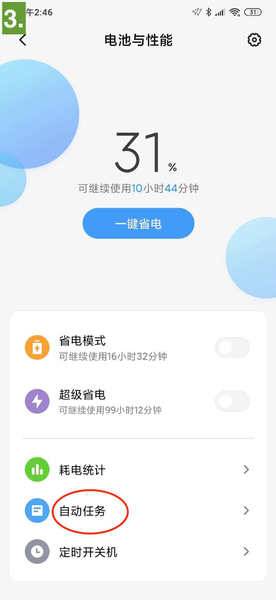 3.
午2:46
31
电池与性能
31%
可继续使用10小时44分钟
一键省电
省电模式
可继续使用16小时32分钟
超级省电
可继续使用99小时12分钟
耗电统计
自动任务
定时开关机